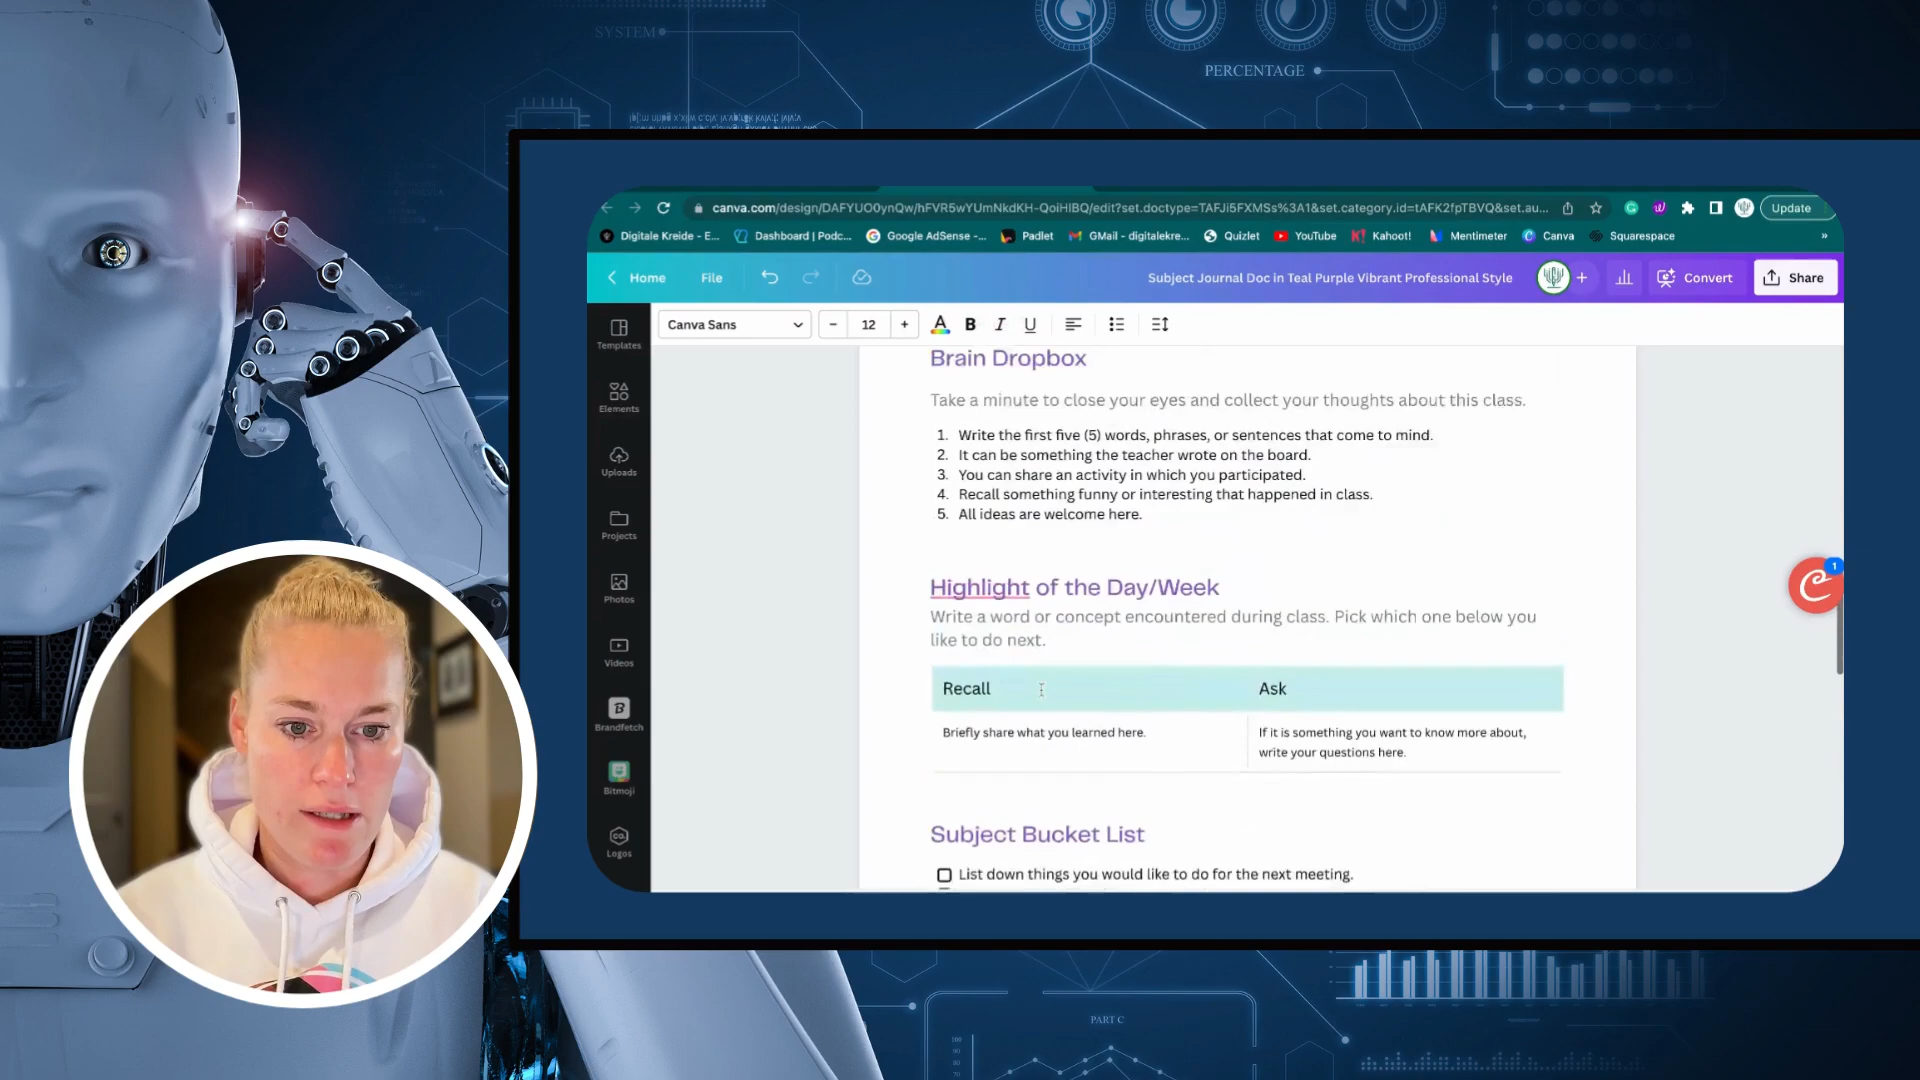 SYSTEM
PERCENTAGE
canva.com/design/DAFYUO0ynQw/hFVR5wYUmNkdKH-QoiHIBQ/edit?set.doctype=TAFJi5FXMSs%3A1&set.category.id=tAFK2fpTBVQ&set.au...
Update
Digitale Kreide - E...
Dashboard | Podc...
Google AdSense -...
Padlet
GMail - digitalekre...
Quizlet
YouTube
Kahoot!
Mentimeter
Canva
Squarespace
»
Home
File
Subject Journal Doc in Teal Purple Vibrant Professional Style
Convert
Share
Canva Sans
− 12 +
A B I U
Templates
Elements
Uploads
Projects
Photos
Videos
Brandfetch
Bitmoji
CO.
Logos
Brain Dropbox
Take a minute to close your eyes and collect your thoughts about this class.
1. Write the first five (5) words, phrases, or sentences that come to mind.
2. It can be something the teacher wrote on the board.
3. You can share an activity in which you participated.
4. Recall something funny or interesting that happened in class.
5. All ideas are welcome here.
Highlight of the Day/Week
Write a word or concept encountered during class. Pick which one below you
like to do next.
Recall
Ask
Briefly share what you learned here.
If it is something you want to know more about,
write your questions here.
Subject Bucket List
List down things you would like to do for the next meeting.
1
PART C
100
90
80
70